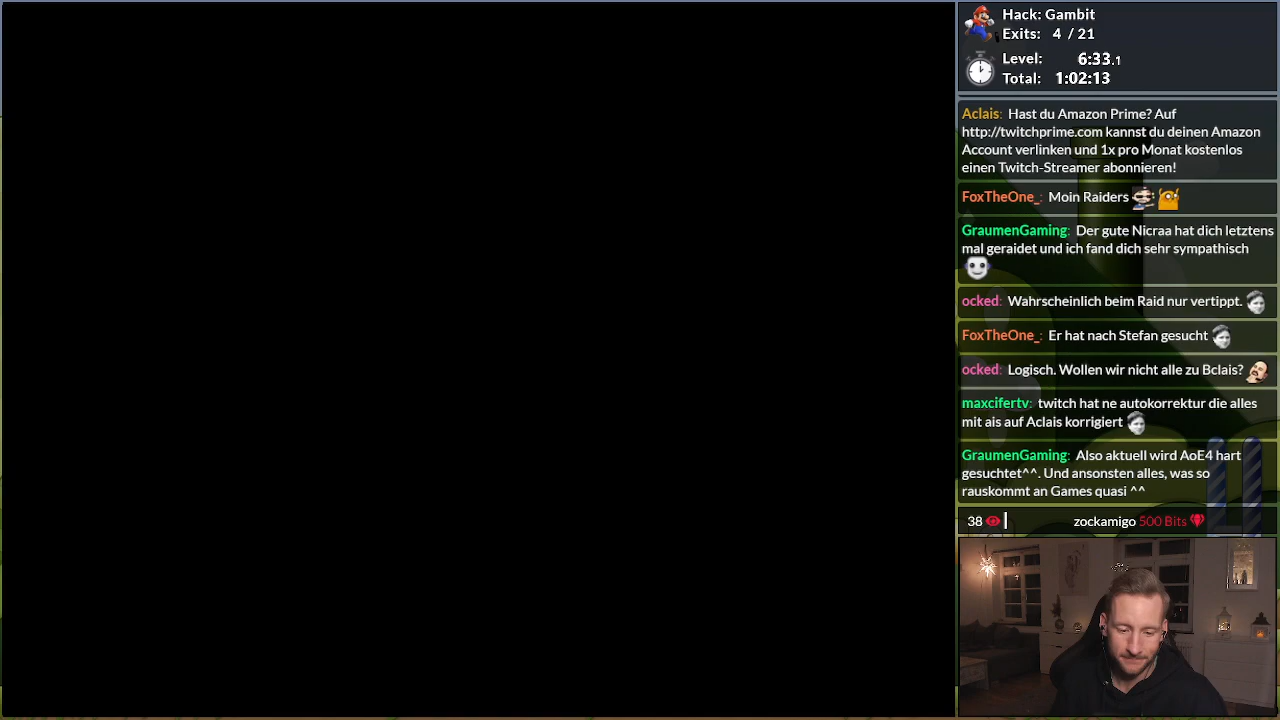 Hack: Gambit
Exits: 4 / 21
Level: 6:33.1
Total: 1:02:13
Aclais: Hast du Amazon Prime? Auf
http://twitchprime.com kannst du deinen Amazon
Account verlinken und 1x pro Monat kostenlos
einen Twitch-Streamer abonnieren!
FoxTheOne_: Moin Raiders
GraumenGaming: Der gute Nicraa hat dich letztens
mal geraidet und ich fand dich sehr sympathisch
ocked: Wahrscheinlich beim Raid nur vertippt.
FoxTheOne_: Er hat nach Stefan gesucht
ocked: Logisch. Wollen wir nicht alle zu Bclais?
maxcifertv: twitch hat ne autokorrektur die alles
mit ais auf Aclais korrigiert
GraumenGaming: Also aktuell wird AoE4 hart
gesuchtet^^. Und ansonsten alles, was so
rauskommt an Games quasi ^^
38 zockamigo 500 Bits